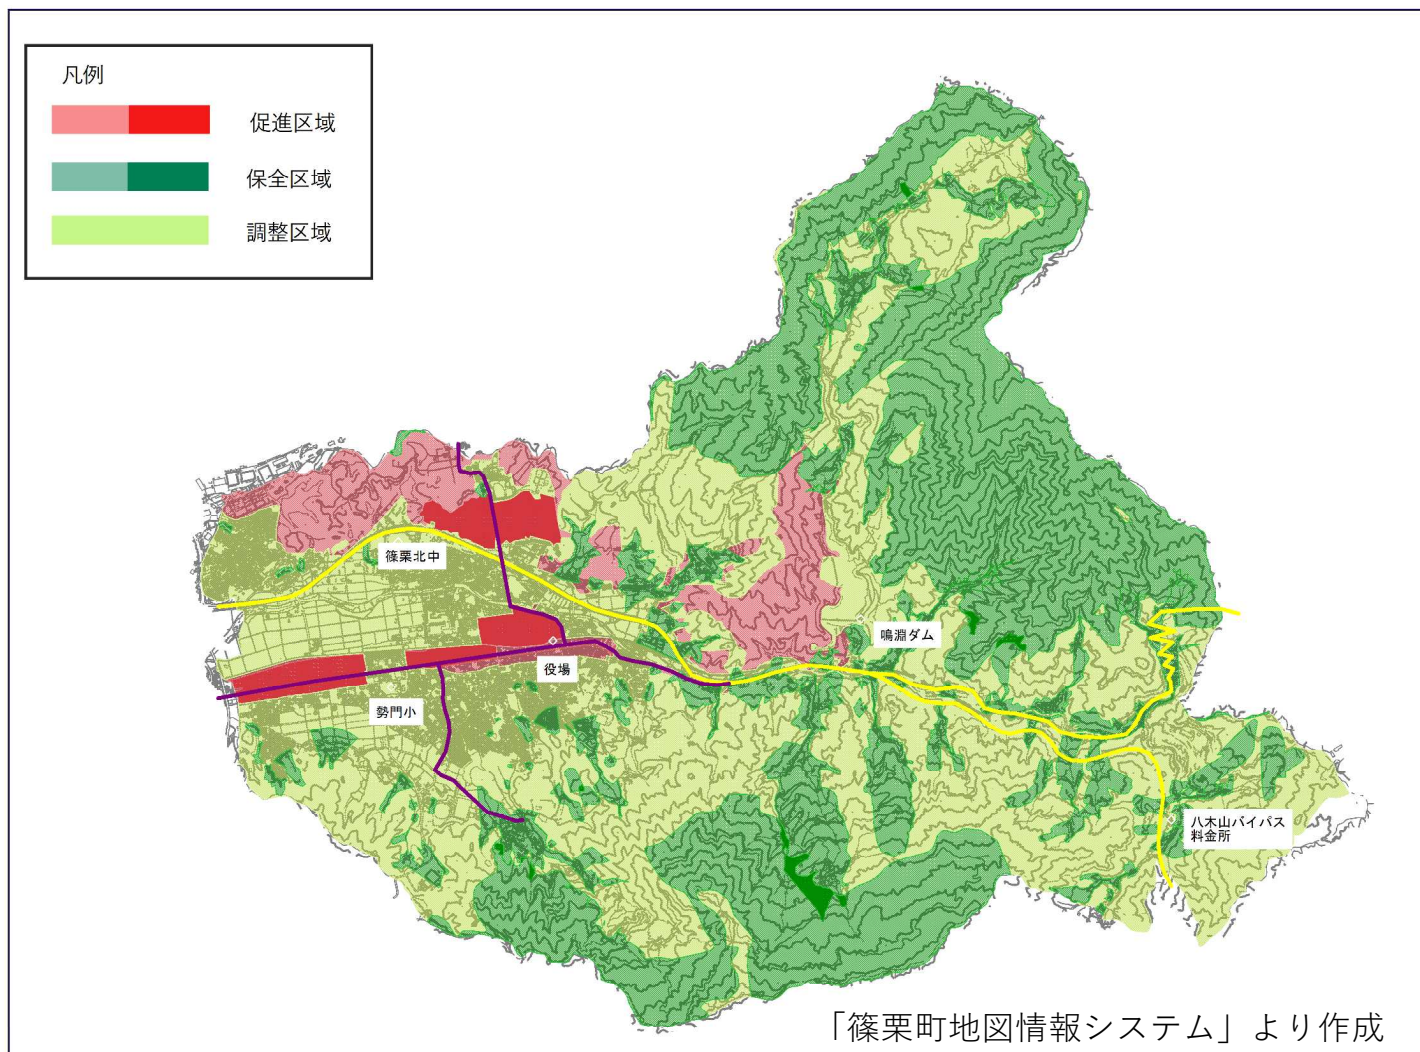 凡例
促進区域
保全区域
調整区域
篠栗北中
鳴淵ダム
役場
勢門小
八木山バイパス
料金所
「篠栗町地図情報システム」より作成